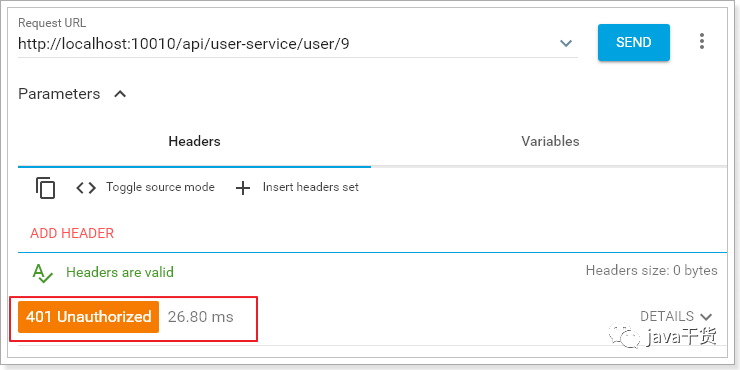 Request URL
http://localhost:10010/api/user-service/user/9
SEND
Parameters
Headers
Variables
Toggle source mode
Insert headers set
ADD HEADER
Headers are valid
Headers size: 0 bytes
401 Unauthorized
26.80 ms
DETAILS
java干货